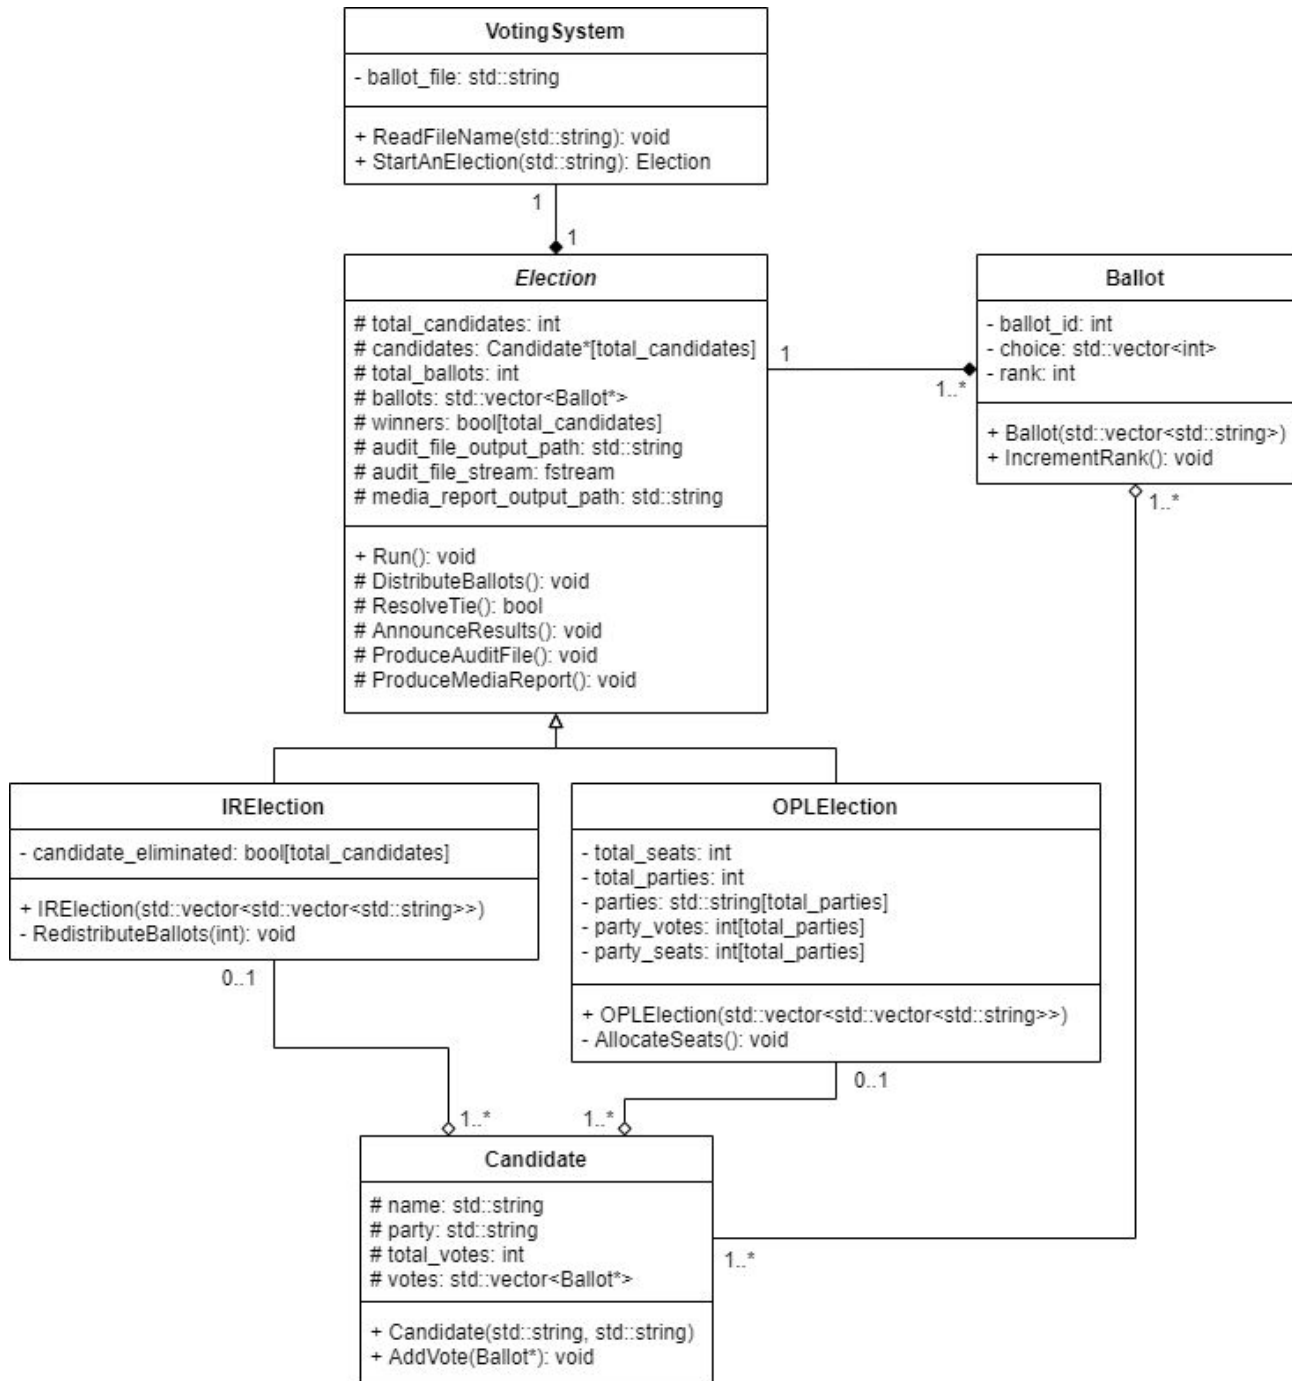 VotingSystem
- ballot_file: std::string
+ ReadFileName(std::string): void
+ StartAnElection(std::string): Election
1
1
Election
# total_candidates: int
# candidates: Candidate*[total_candidates]
# total_ballots: int
# ballots: std::vector<Ballot*>
# winners: bool[total_candidates]
# audit_file_output_path: std::string
# audit_file_stream: fstream
# media_report_output_path: std::string
+ Run(): void
# DistributeBallots(): void
# ResolveTie(): bool
# AnnounceResults(): void
# ProduceAuditFile(): void
# ProduceMediaReport(): void
1
1..*
Ballot
- ballot_id: int
- choice: std::vector<int>
- rank: int
+ Ballot(std::vector<std::string>)
+ IncrementRank(): void
1..*
IRElection
- candidate_eliminated: bool[total_candidates]
+ IRElection(std::vector<std::vector<std::string>>)
- RedistributeBallots(int): void
0..1
OPLElection
- total_seats: int
- total_parties: int
- parties: std::string[total_parties]
- party_votes: int[total_parties]
- party_seats: int[total_parties]
+ OPLElection(std::vector<std::vector<std::string>>)
- AllocateSeats(): void
0..1
1..*
1..*
Candidate
# name: std::string
# party: std::string
# total_votes: int
# votes: std::vector<Ballot*>
+ Candidate(std::string, std::string)
+ AddVote(Ballot*): void
1..*